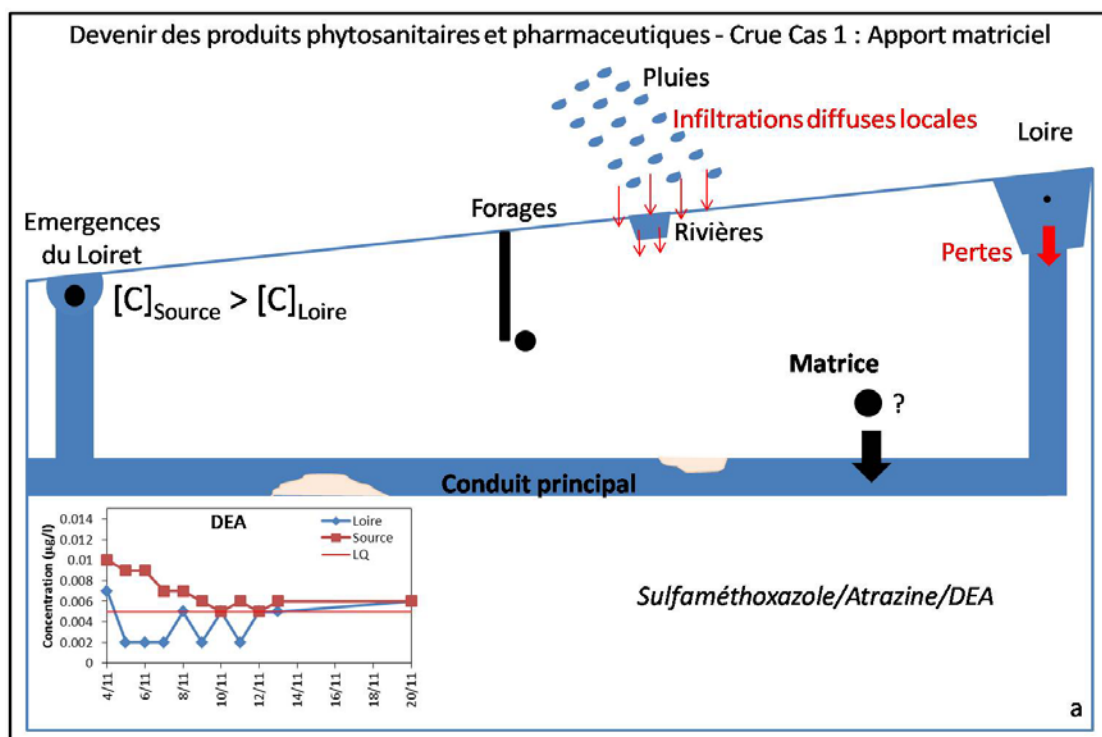 Devenir des produits phytosanitaires et pharmaceutiques - Crue Cas 1 : Apport matriciel
Pluies
Infiltrations diffuses locales
Loire
Emergences
du Loiret
Forages
Rivières
Pertes
[C]Source > [C]Loire
Matrice
?
Conduit principal
DEA
Loire
Source
LQ
Concentration (µg/l)
0.014
0.012
0.01
0.008
0.006
0.004
0.002
0
4/11
6/11
8/11
10/11
12/11
14/11
16/11
18/11
20/11
Sulfaméthoxazole/Atrazine/DEA
a